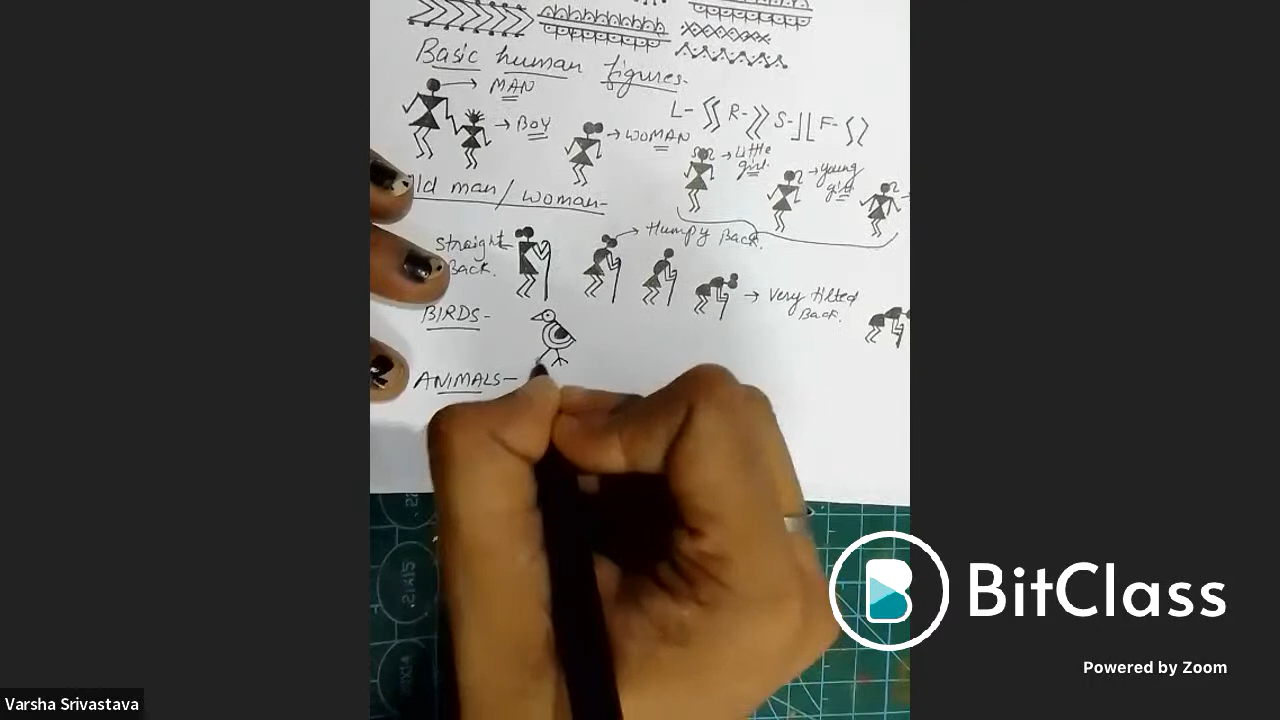 Basic human figures-
MAN
L- R- S- F-
BOY
WOMAN
Little
girl.
young
girl
ld man/woman-
Straight
Back.
Humpy Back.
Very tilted
Back.
BIRDS-
ANIMALS-
BitClass
Powered by Zoom
Varsha Srivastava